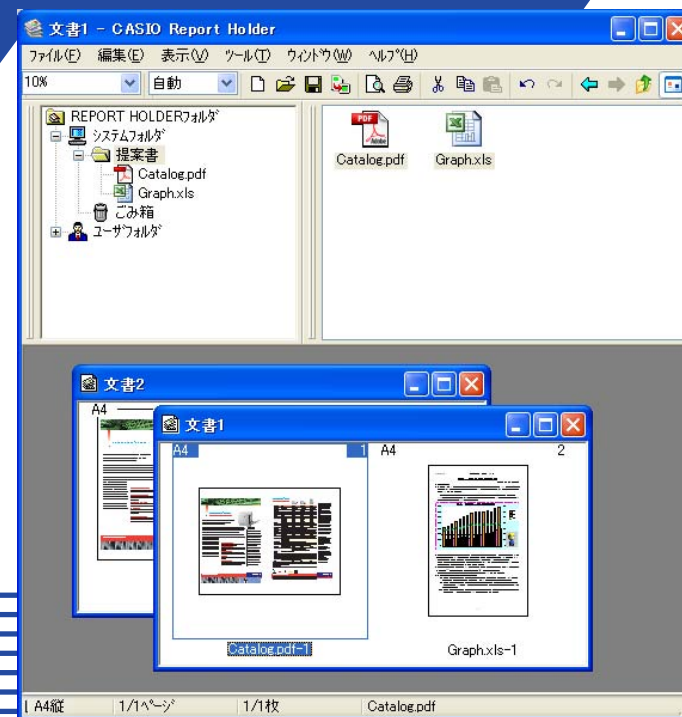 文書1 - CASIO Report Holder
ファイル(F) 編集(E) 表示(V) ツール(T) ウィンドウ(W) ヘルプ(H)
10% 自動
REPORT HOLDERフォルダ
システムフォルダ
提案書
Catalog.pdf
Graph.xls
ごみ箱
ユーザフォルダ
PDF
Adobe
Catalog.pdf Graph.xls
文書2
A4
文書1
A4 1 A4 2
Catalog.pdf-1 Graph.xls-1
A4縦 1/1ページ 1/1枚 Catalog.pdf